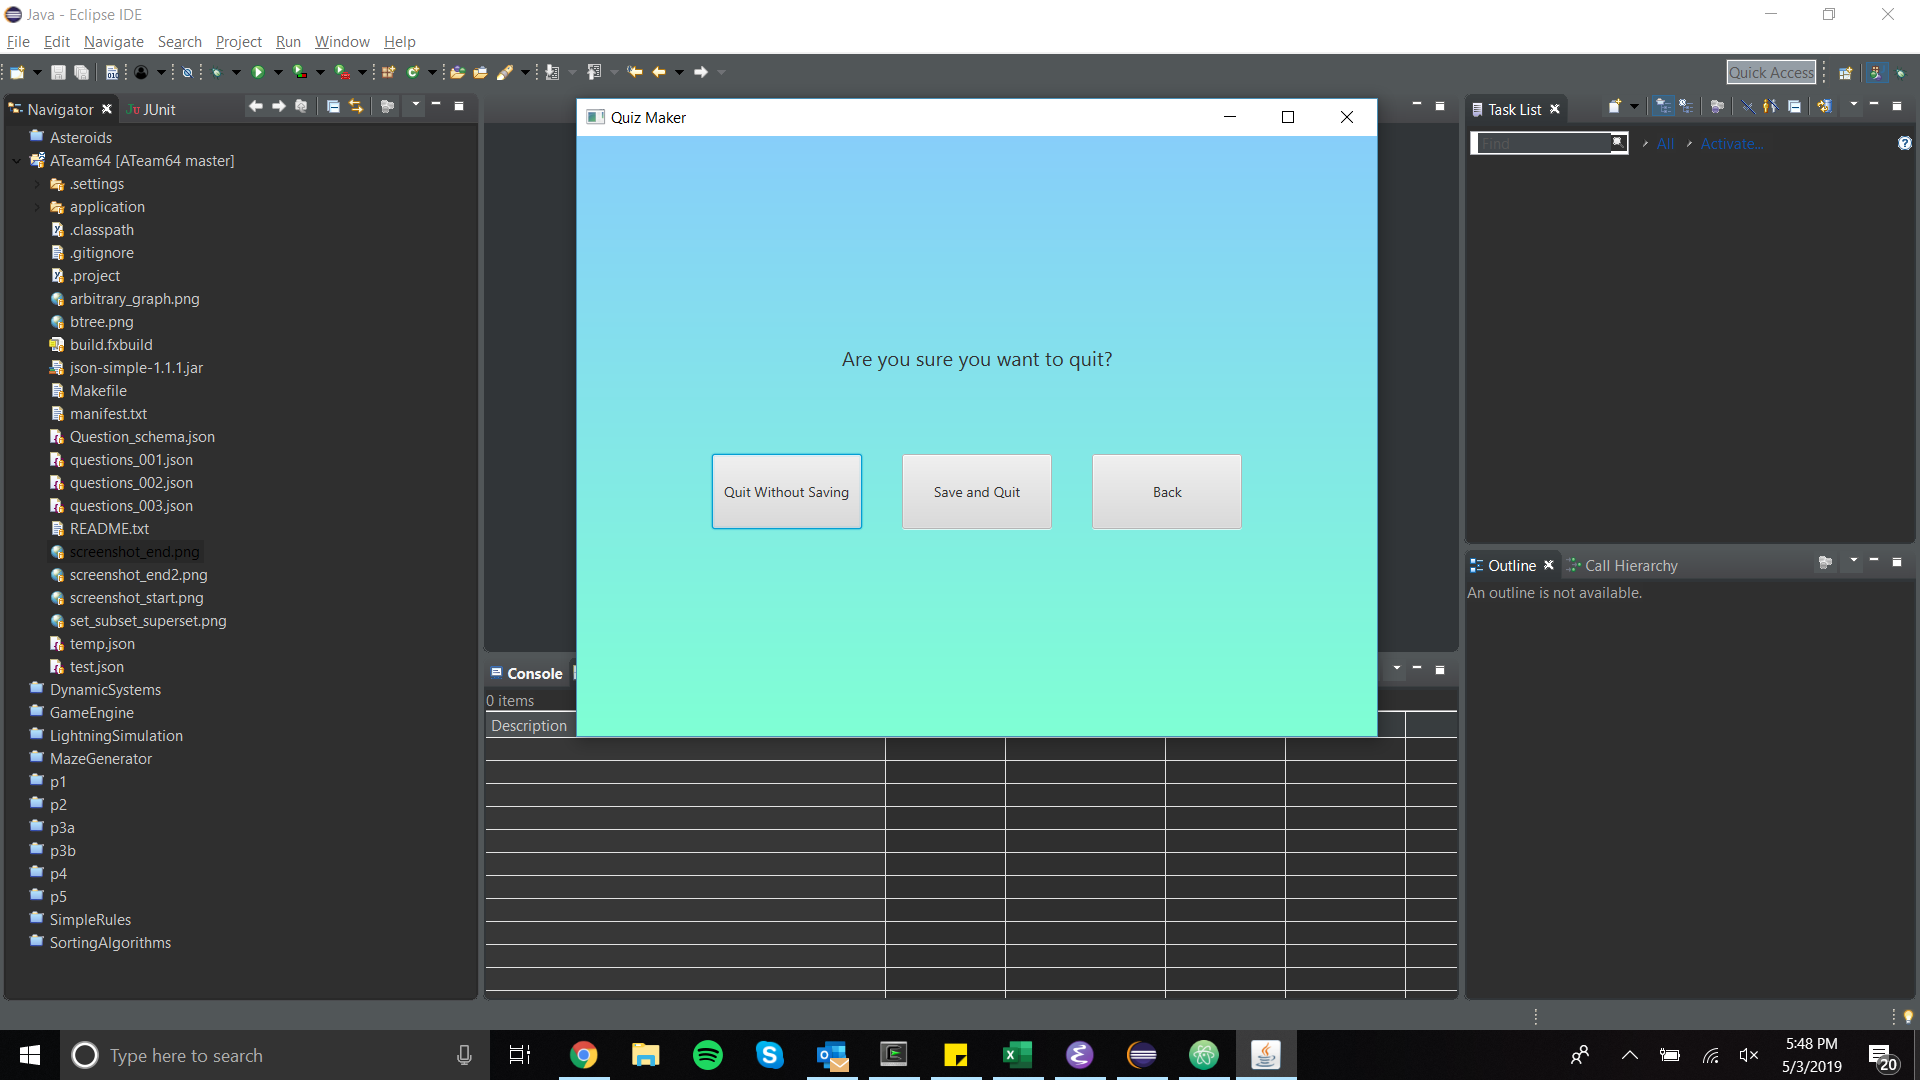 Java - Eclipse IDE
File Edit Navigate Search Project Run Window Help
Quick Access
Navigator
JUnit
Asteroids
ATeam64 [ATeam64 master]
.settings
application
.classpath
.gitignore
.project
arbitrary_graph.png
btree.png
build.fxbuild
json-simple-1.1.1.jar
Makefile
manifest.txt
Question_schema.json
questions_001.json
questions_002.json
questions_003.json
README.txt
screenshot_end.png
screenshot_end2.png
screenshot_start.png
set_subset_superset.png
temp.json
test.json
DynamicSystems
GameEngine
LightningSimulation
MazeGenerator
p1
p2
p3a
p3b
p4
p5
SimpleRules
SortingAlgorithms
Quiz Maker
Are you sure you want to quit?
Quit Without Saving
Save and Quit
Back
Console
0 items
Description
Task List
Find
All
Activate...
Outline
Call Hierarchy
An outline is not available.
Type here to search
5:48 PM
5/3/2019
20